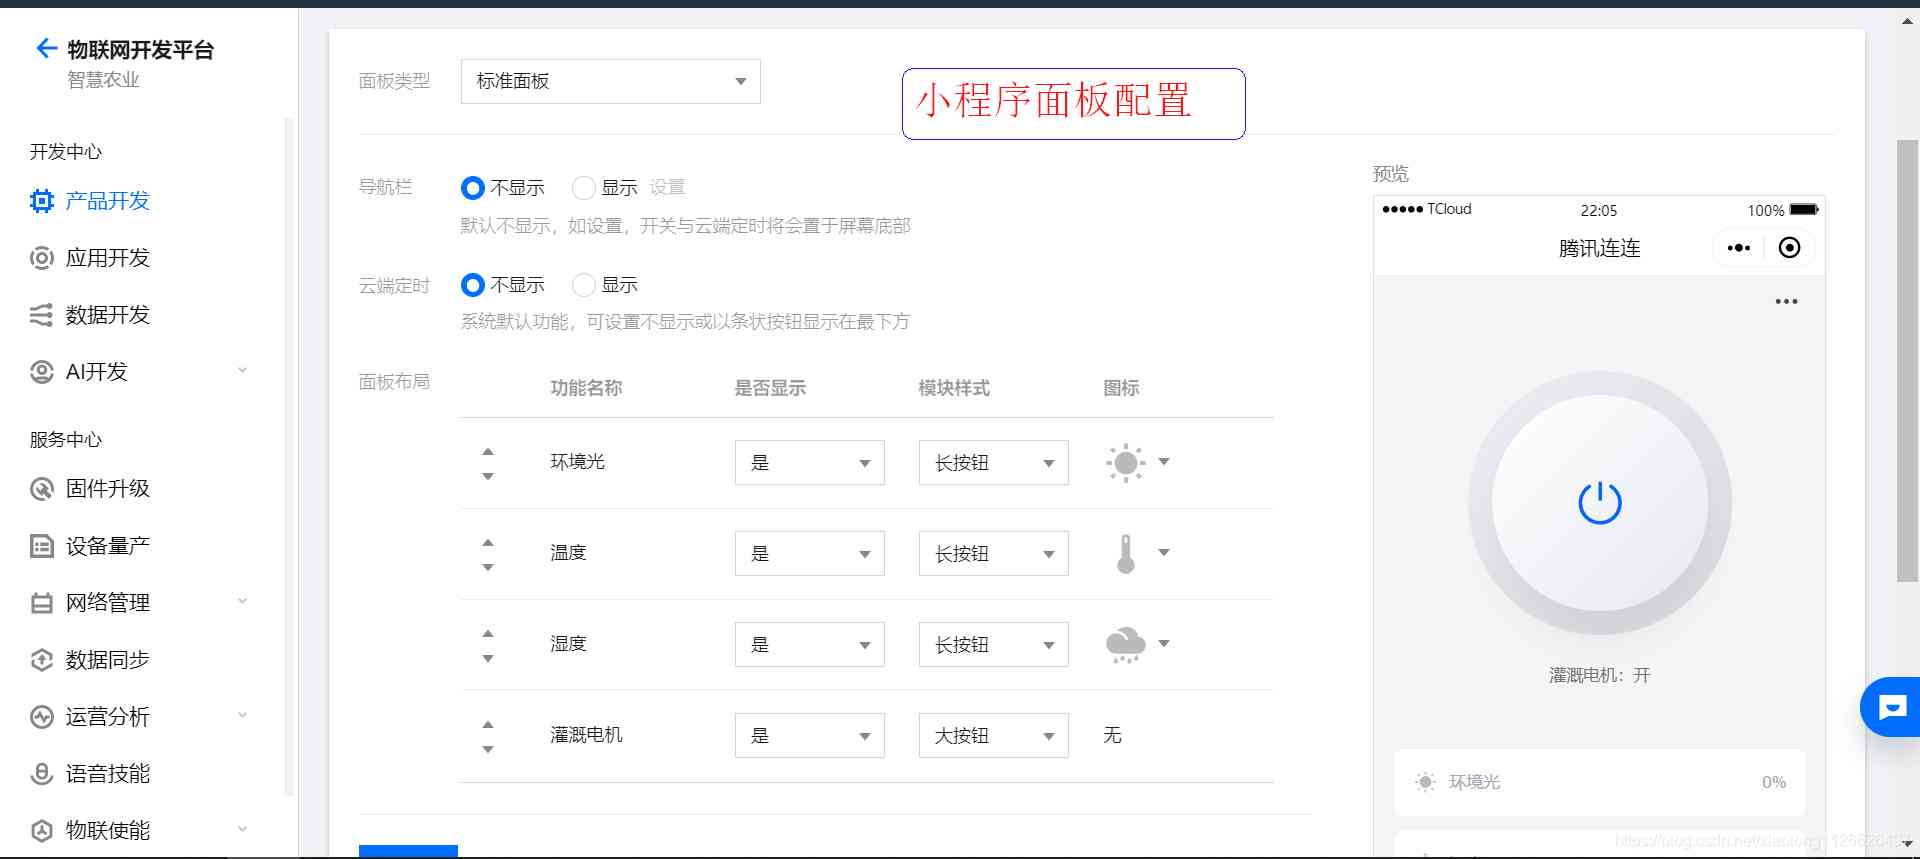 物联网开发平台
智慧农业
开发中心
产品开发
应用开发
数据开发
AI开发
服务中心
固件升级
设备量产
网络管理
数据同步
运营分析
语音技能
物联使能
面板类型 标准面板
小程序面板配置
导航栏 不显示 显示 设置
默认不显示，如设置，开关与云端定时将会置于屏幕底部
云端定时 不显示 显示
系统默认功能，可设置不显示或以条状按钮显示在最下方
面板布局 功能名称 是否显示 模块样式 图标
环境光 是 长按钮
温度 是 长按钮
湿度 是 长按钮
灌溉电机 是 大按钮 无
预览
TCloud 22:05 100%
腾讯连连
灌溉电机：开
环境光 0%